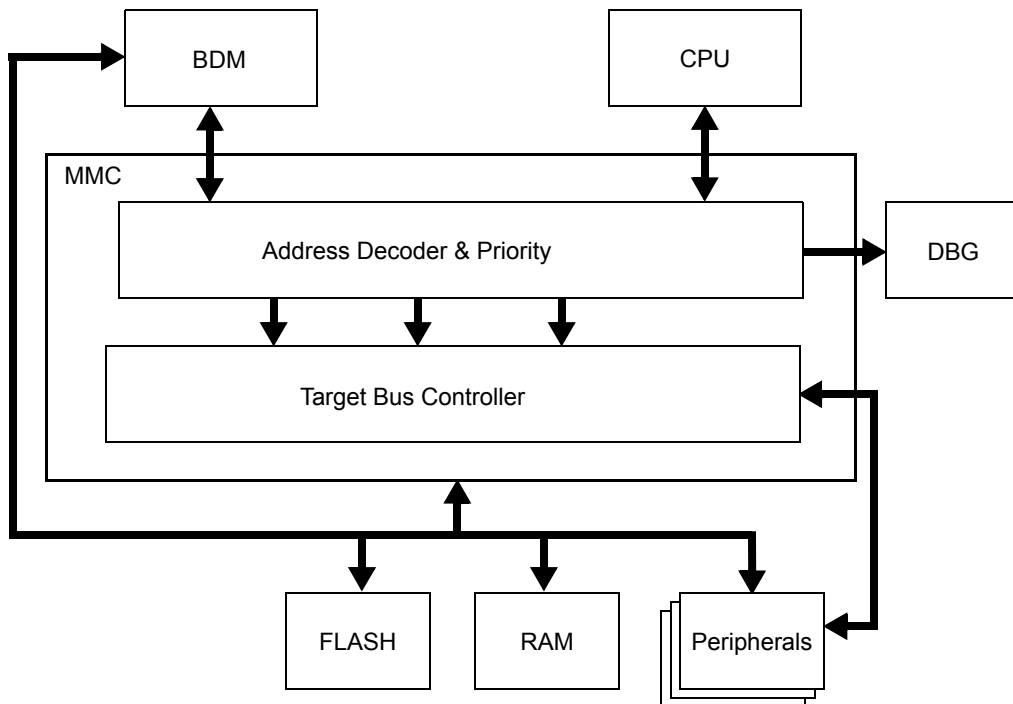 BDM
CPU
MMC
Address Decoder & Priority
DBG
Target Bus Controller
FLASH
RAM
Peripherals